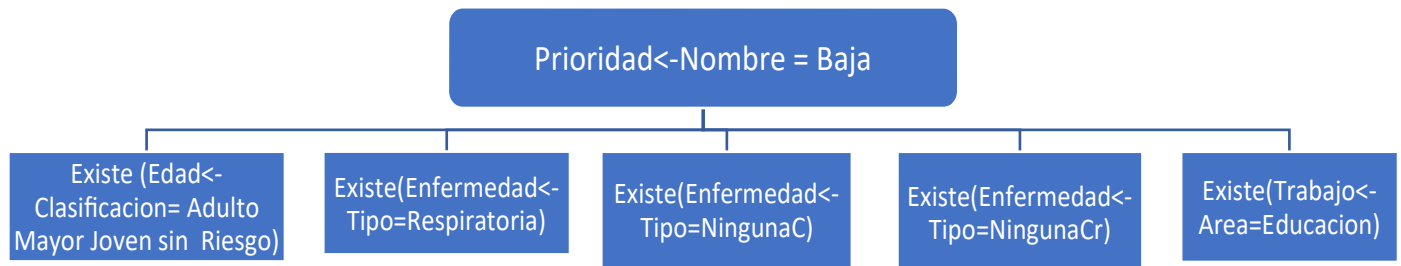 Prioridad<-Nombre = Baja
Existe (Edad<-
Clasificacion= Adulto
Mayor Joven sin  Riesgo)
Existe(Enfermedad<-
Tipo=Respiratoria)
Existe(Enfermedad<-
Tipo=NingunaC)
Existe(Enfermedad<-
Tipo=NingunaCr)
Existe(Trabajo<-
Area=Educacion)